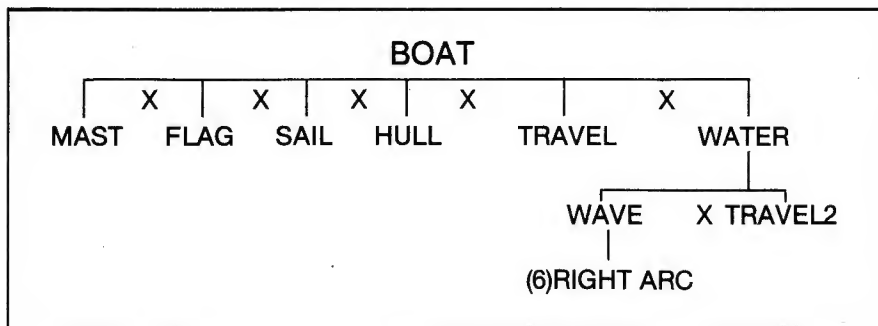 BOAT
X X X X X
MAST FLAG SAIL HULL TRAVEL WATER
WAVE X TRAVEL2
(6)RIGHT ARC